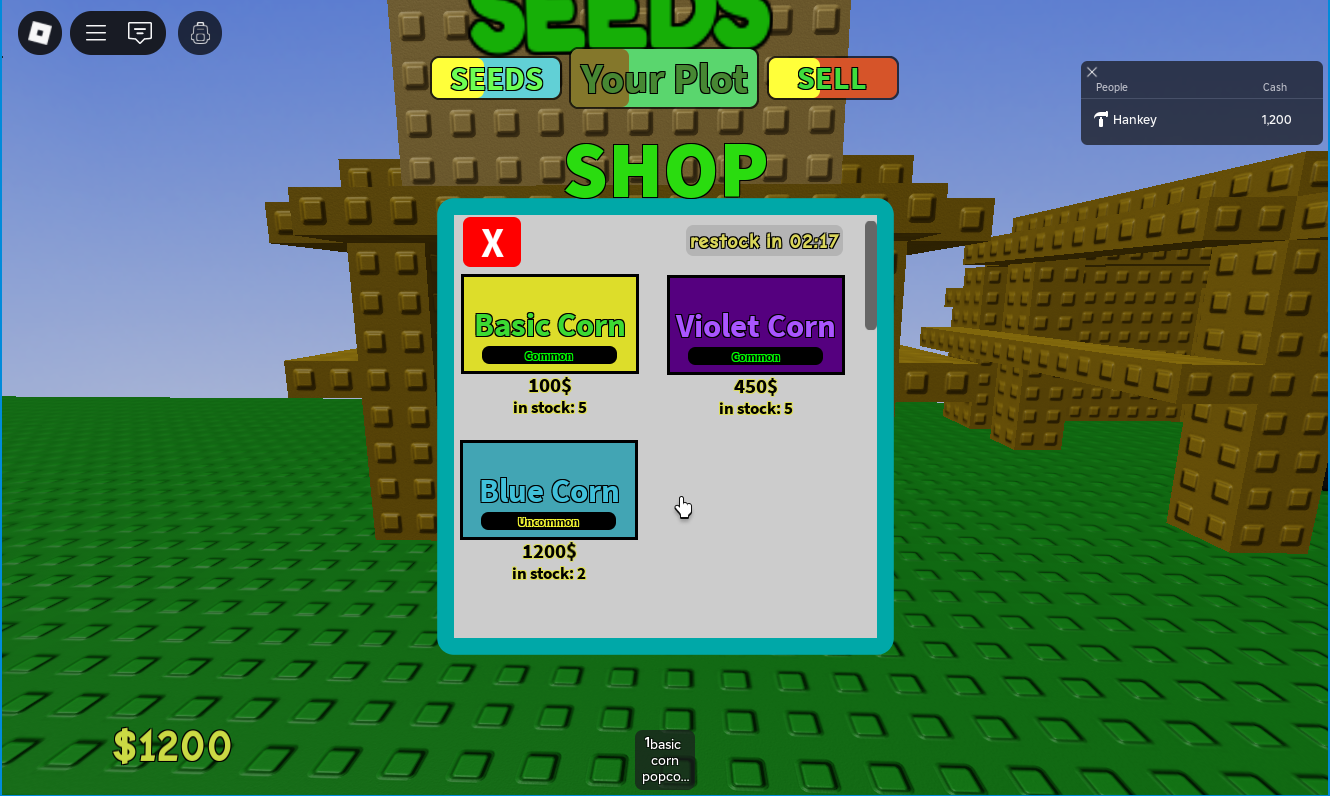 SEEDS
SEEDS
Your Plot
SELL
X
People
Cash
Hankey
1,200
SHOP
X
restock in 02:17
Basic Corn
Common
100$
in stock: 5
Violet Corn
Common
450$
in stock: 5
Blue Corn
Uncommon
1200$
in stock: 2
$1200
1
basic
corn
popco...